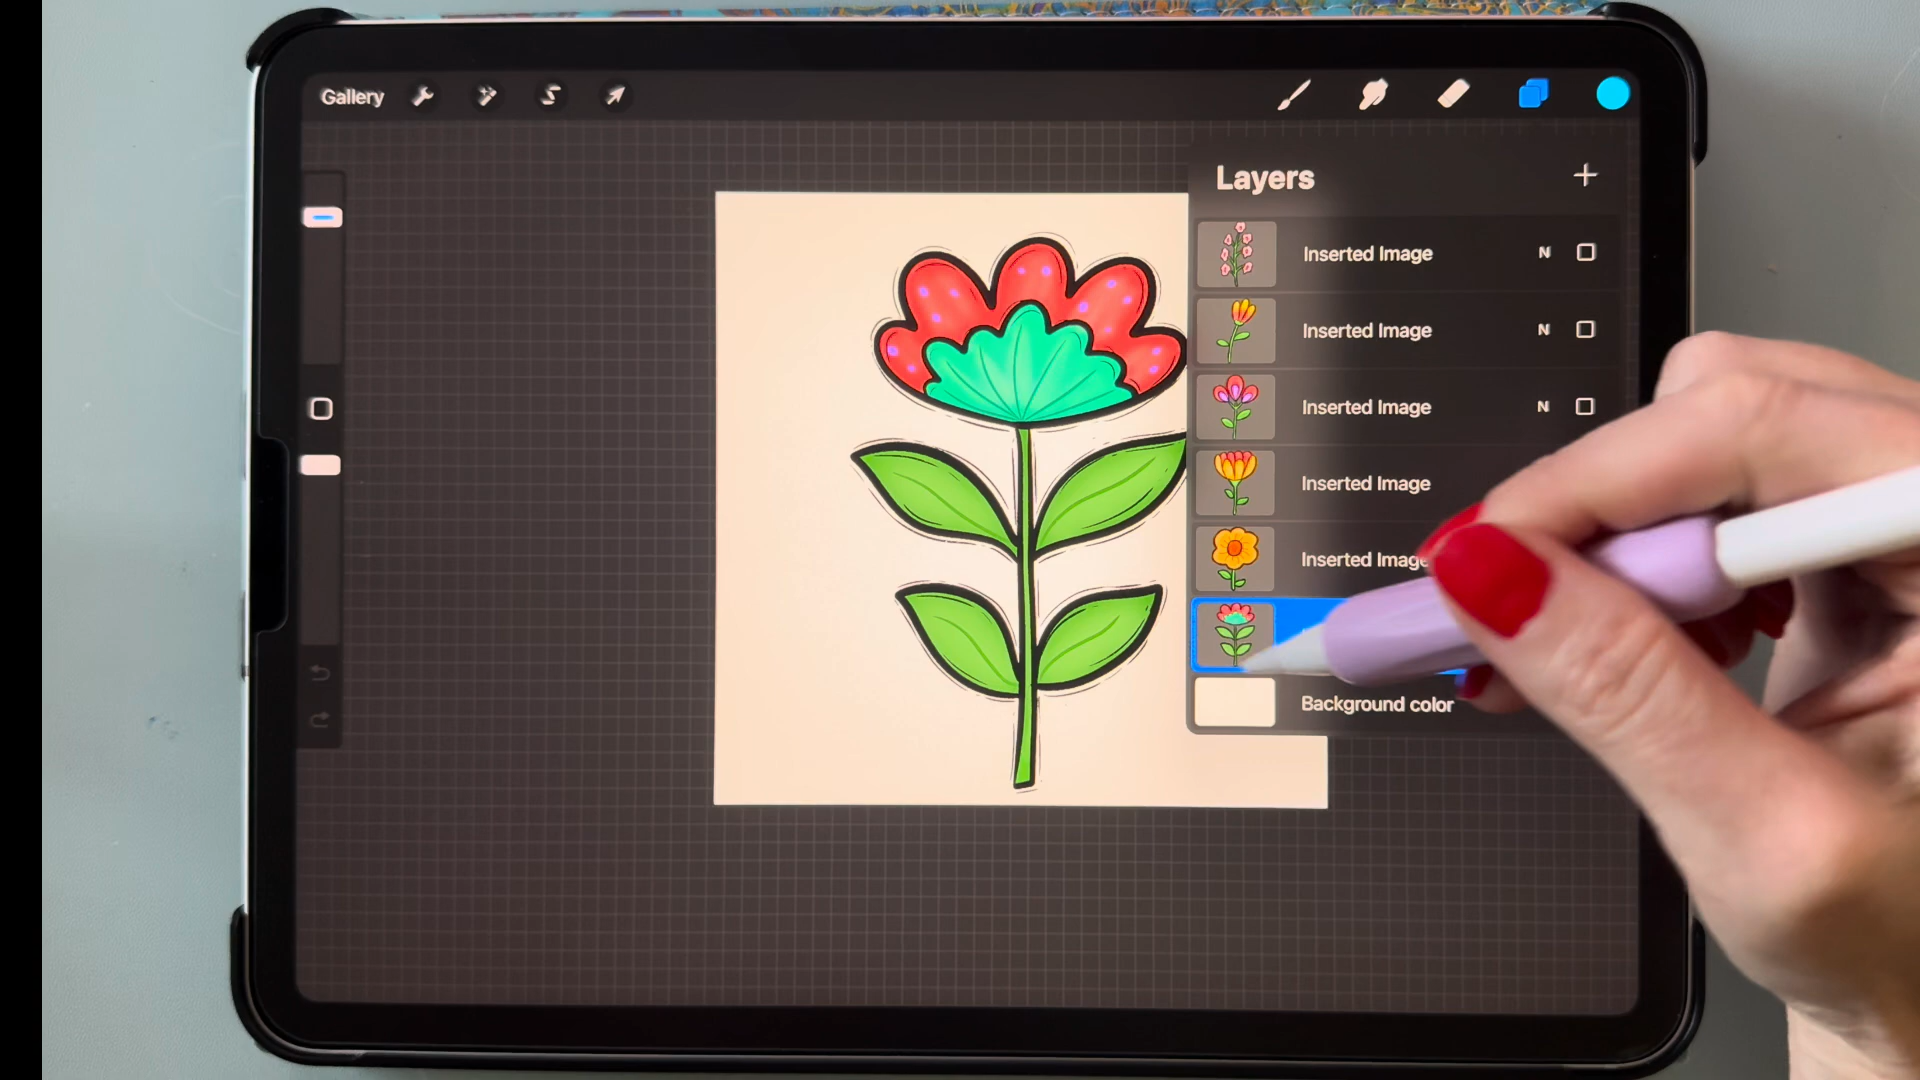 Gallery
Layers
Inserted Image N
Inserted Image N
Inserted Image N
Inserted Image
Inserted Image
Background color